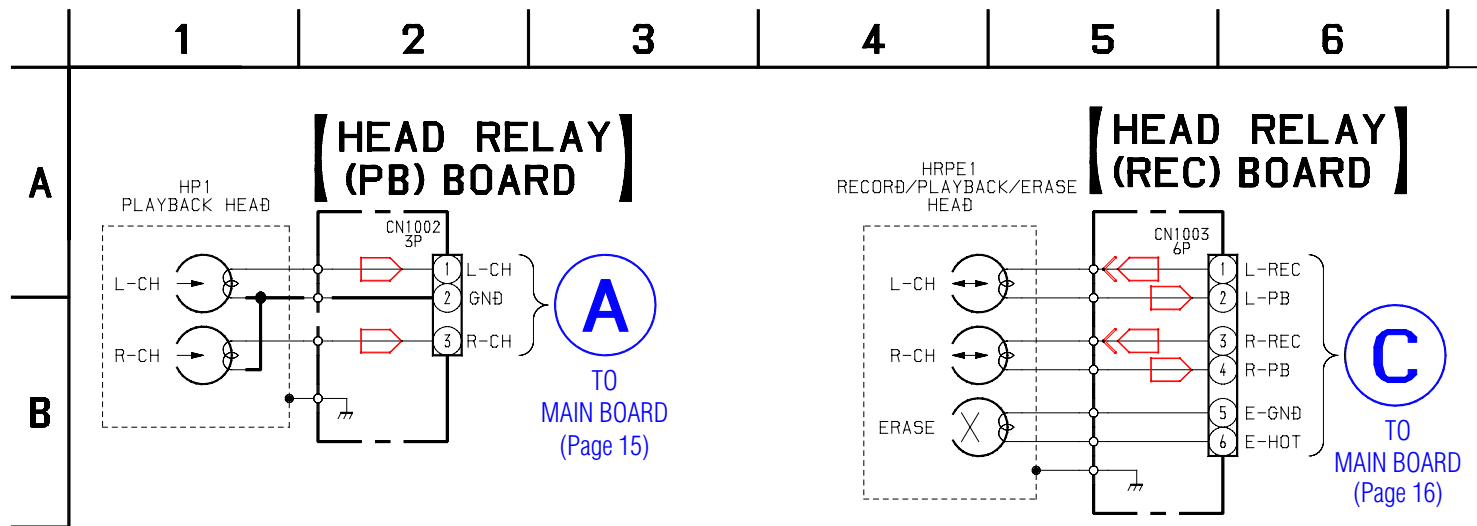 1 2 3 4 5 6
A
B
【HEAD RELAY
(PB) BOARD】
HP1
PLAYBACK HEAD
CN1002
3P
L-CH
R-CH
1 L-CH
2 GND
3 R-CH
A
TO
MAIN BOARD
(Page 15)
【HEAD RELAY
(REC) BOARD】
HRPE1
RECORD/PLAYBACK/ERASE
HEAD
CN1003
6P
L-CH
R-CH
ERASE
1 L-REC
2 L-PB
3 R-REC
4 R-PB
5 E-GND
6 E-HOT
C
TO
MAIN BOARD
(Page 16)